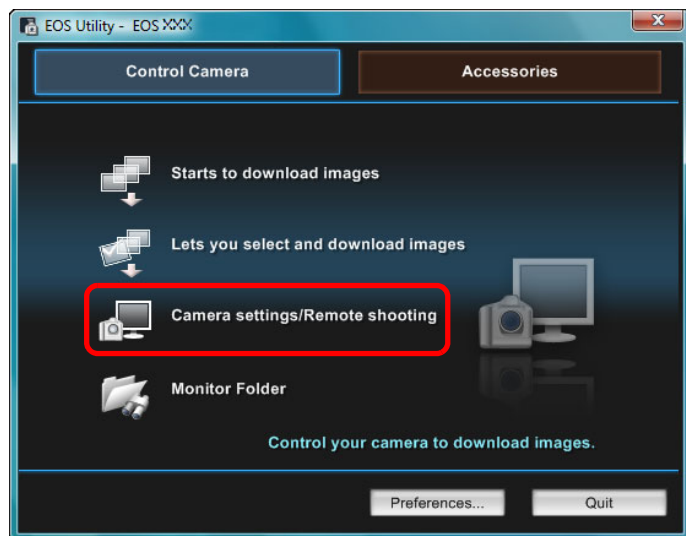 EOS Utility - EOS XXX
Control Camera
Accessories
Starts to download images
Lets you select and download images
Camera settings/Remote shooting
Monitor Folder
Control your camera to download images.
Preferences...
Quit